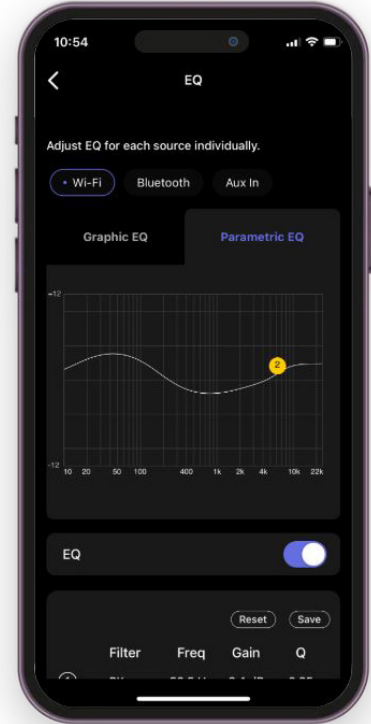 10:54
EQ
Adjust EQ for each source individually.
• Wi-Fi Bluetooth Aux In
Graphic EQ Parametric EQ
+12
2
-12
10 20 50 100 400 1k 2k 4k 10k 22k
EQ
Reset Save
Filter Freq Gain Q